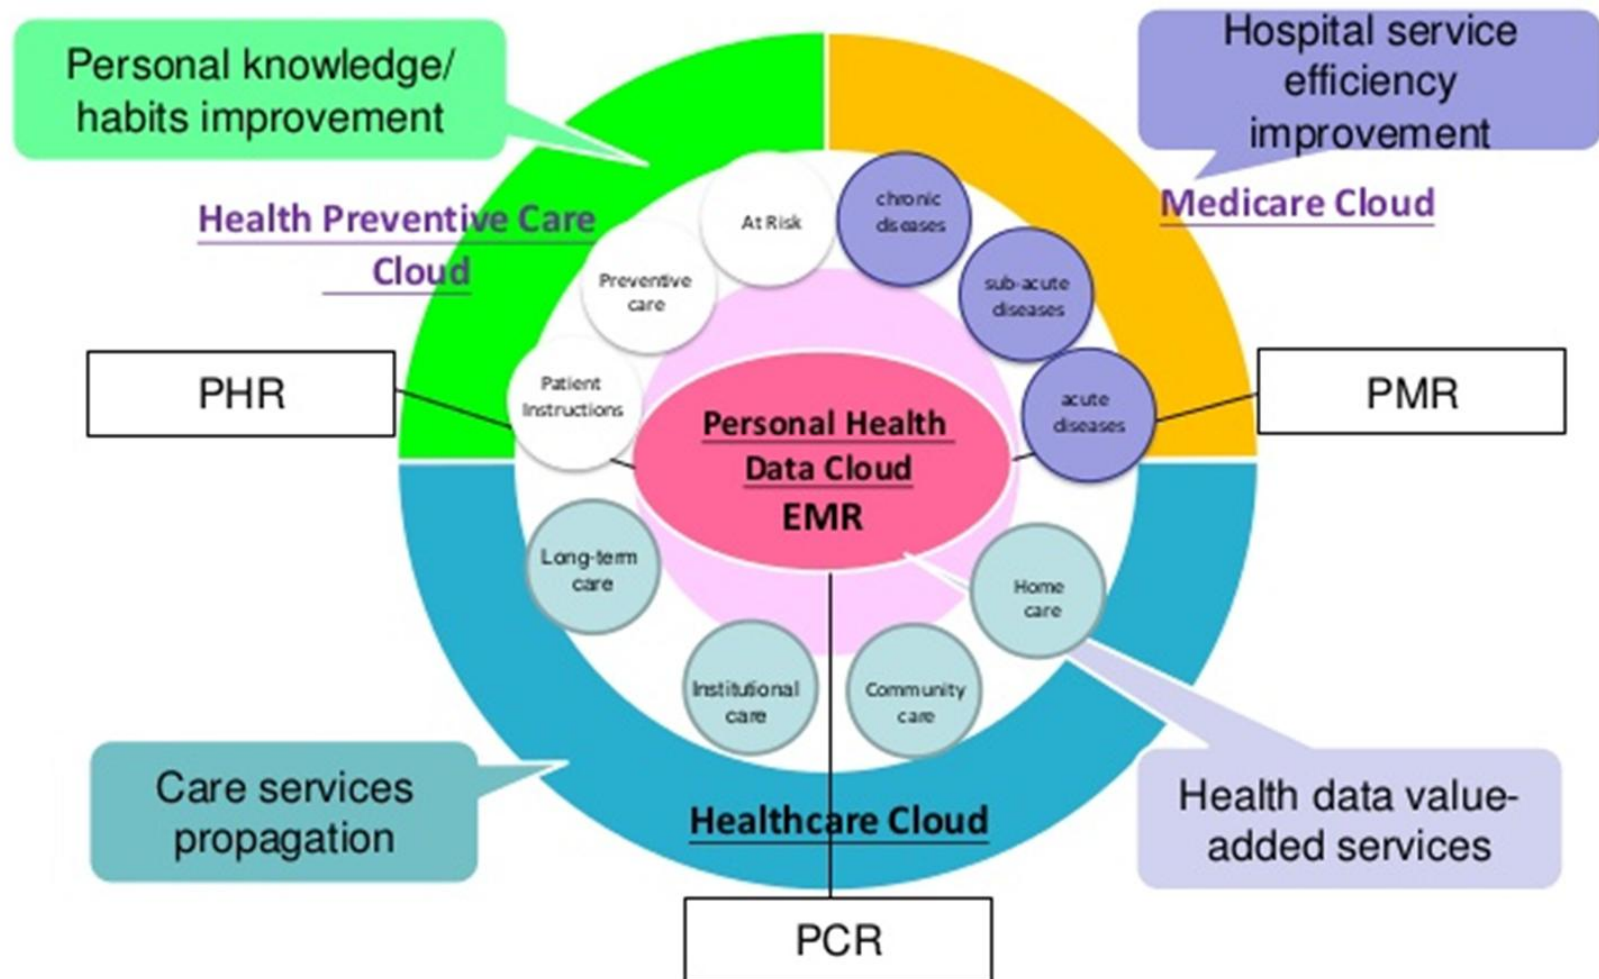 Personal knowledge/
habits improvement
Hospital service
efficiency
improvement
Health Preventive Care
Cloud
Medicare Cloud
At Risk
chronic
diseases
Preventive
care
sub-acute
diseases
Patient
Instructions
acute
diseases
PHR
PMR
Personal Health
Data Cloud
EMR
Long-term
care
Home
care
Institutional
care
Community
care
Care services
propagation
Healthcare Cloud
Health data value-
added services
PCR